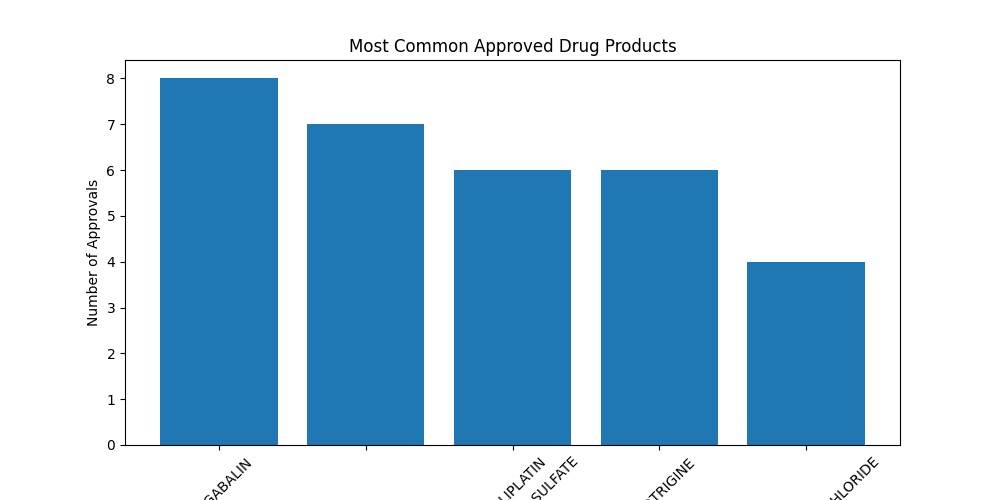 Most Common Approved Drug Products
Number of Approvals
8
7
6
5
4
3
2
1
0
GABALIN
LIPLATIN
SULFATE
TRIGINE
HLORIDE